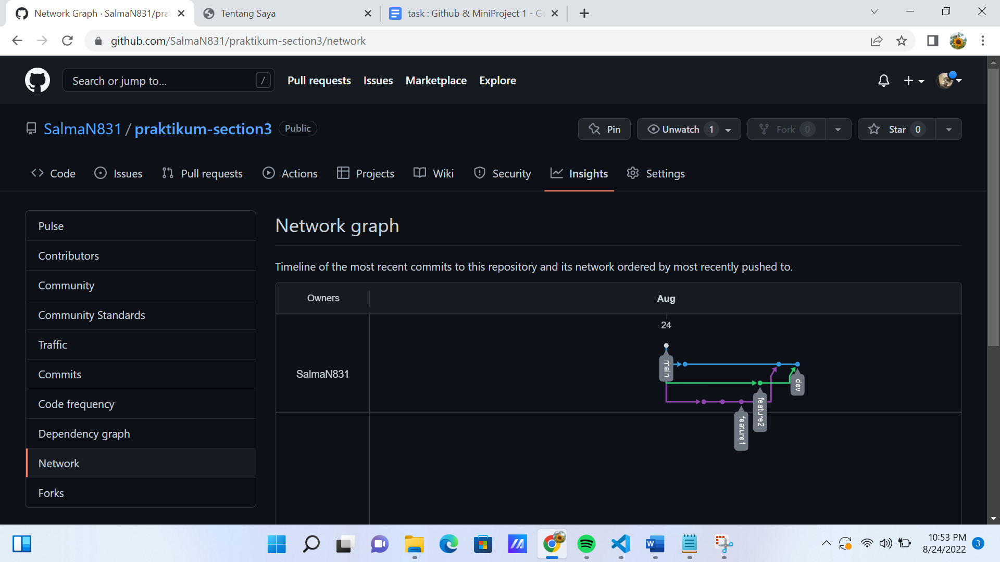 Network Graph · SalmaN831/pra
Tentang Saya
task : Github & MiniProject 1 - Go
github.com/SalmaN831/praktikum-section3/network
Search or jump to...
/
Pull requests
Issues
Marketplace
Explore
SalmaN831 / praktikum-section3
Public
Pin
Unwatch 1
Fork 0
Star 0
Code
Issues
Pull requests
Actions
Projects
Wiki
Security
Insights
Settings
Pulse
Contributors
Community
Community Standards
Traffic
Commits
Code frequency
Dependency graph
Network
Forks
Network graph
Timeline of the most recent commits to this repository and its network ordered by most recently pushed to.
Owners
Aug
24
SalmaN831
main
dev
feature2
feature1
W
10:53 PM
8/24/2022
3